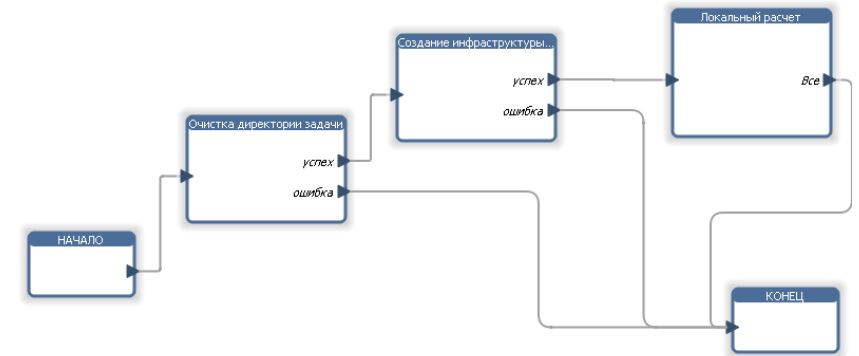 Локальный расчет
Все
Создание инфраструктуры...
успех
ошибка
Очистка директории задачи
успех
ошибка
НАЧАЛО
КОНЕЦ